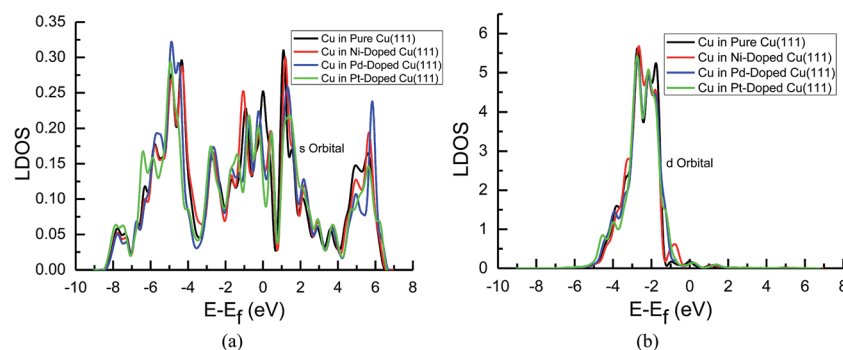 0.35
0.30
0.25
0.20
0.15
0.10
0.05
0.00
LDOS
Cu in Pure Cu(111)
Cu in Ni-Doped Cu(111)
Cu in Pd-Doped Cu(111)
Cu in Pt-Doped Cu(111)
s Orbital
-10 -8 -6 -4 -2 0 2 4 6 8
E-Ef (eV)
(a)
6
5
4
3
2
1
0
LDOS
Cu in Pure Cu(111)
Cu in Ni-Doped Cu(111)
Cu in Pd-Doped Cu(111)
Cu in Pt-Doped Cu(111)
d Orbital
-10 -8 -6 -4 -2 0 2 4 6 8
E-Ef (eV)
(b)